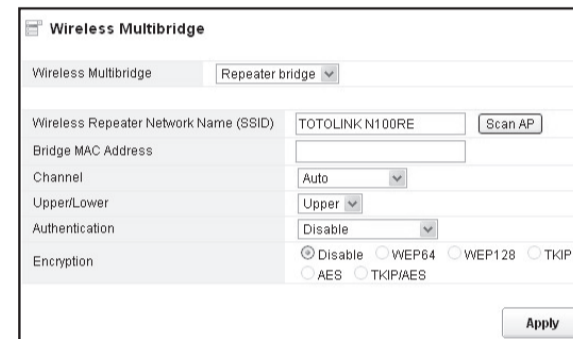 Wireless Multibridge
Wireless Multibridge Repeater bridge
Wireless Repeater Network Name (SSID) TOTOLINK N100RE Scan AP
Bridge MAC Address
Channel Auto
Upper/Lower Upper
Authentication Disable
Encryption Disable WEP64 WEP128 TKIP
AES TKIP/AES
Apply